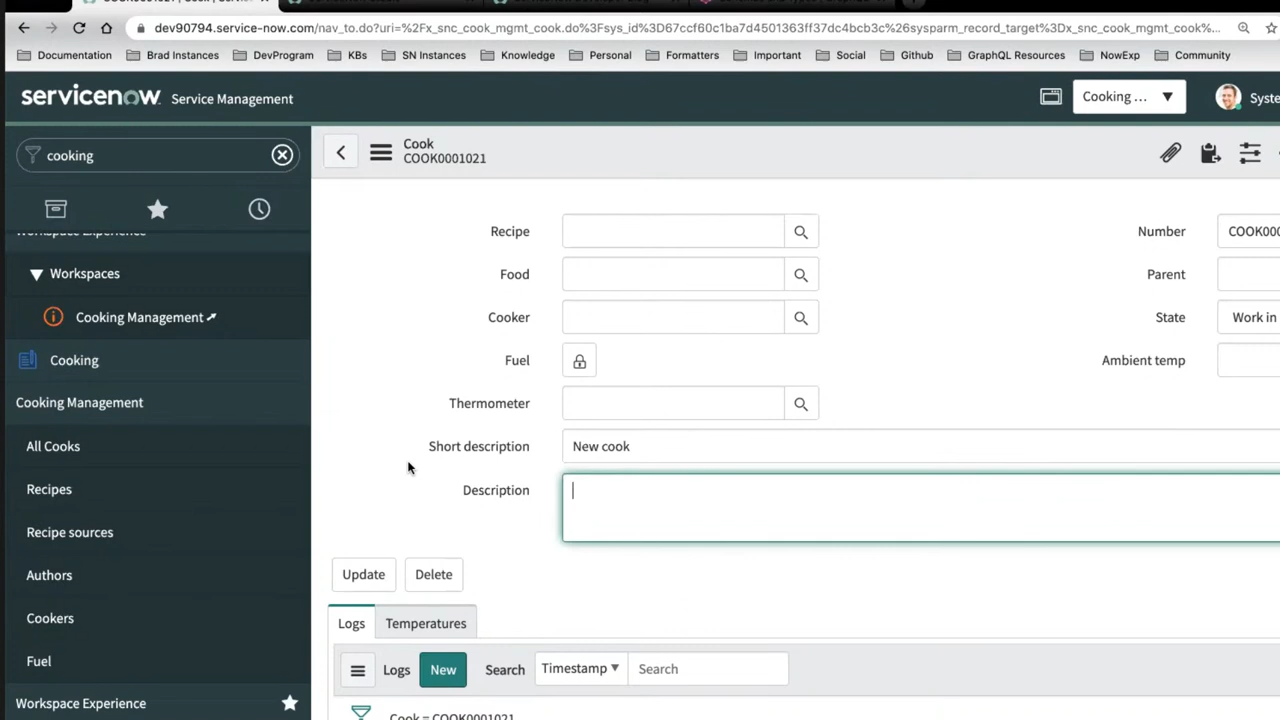 dev90794.service-now.com/nav_to.do?uri=%2Fx_snc_cook_mgmt_cook.do%3Fsys_id%3D67ccf60c1ba7d4501363ff37dc4bcb3c%26sysparm_record_target%3Dx_snc_cook_mgmt_cook%...
Documentation Brad Instances DevProgram KBs SN Instances Knowledge Personal Formatters Important Social Github GraphQL Resources NowExp Community
servicenow Service Management Cooking ... ▼ Syste
cooking
Cook
COOK0001021
Workspace Experience
Workspaces
Cooking Management
Cooking
Cooking Management
All Cooks
Recipes
Recipe sources
Authors
Cookers
Fuel
Workspace Experience
Recipe
Number COOK000
Food
Parent
Cooker
State Work in
Fuel
Ambient temp
Thermometer
Short description New cook
Description
Update Delete
Logs Temperatures
Logs New Search Timestamp ▼ Search
Cook = COOK0001021